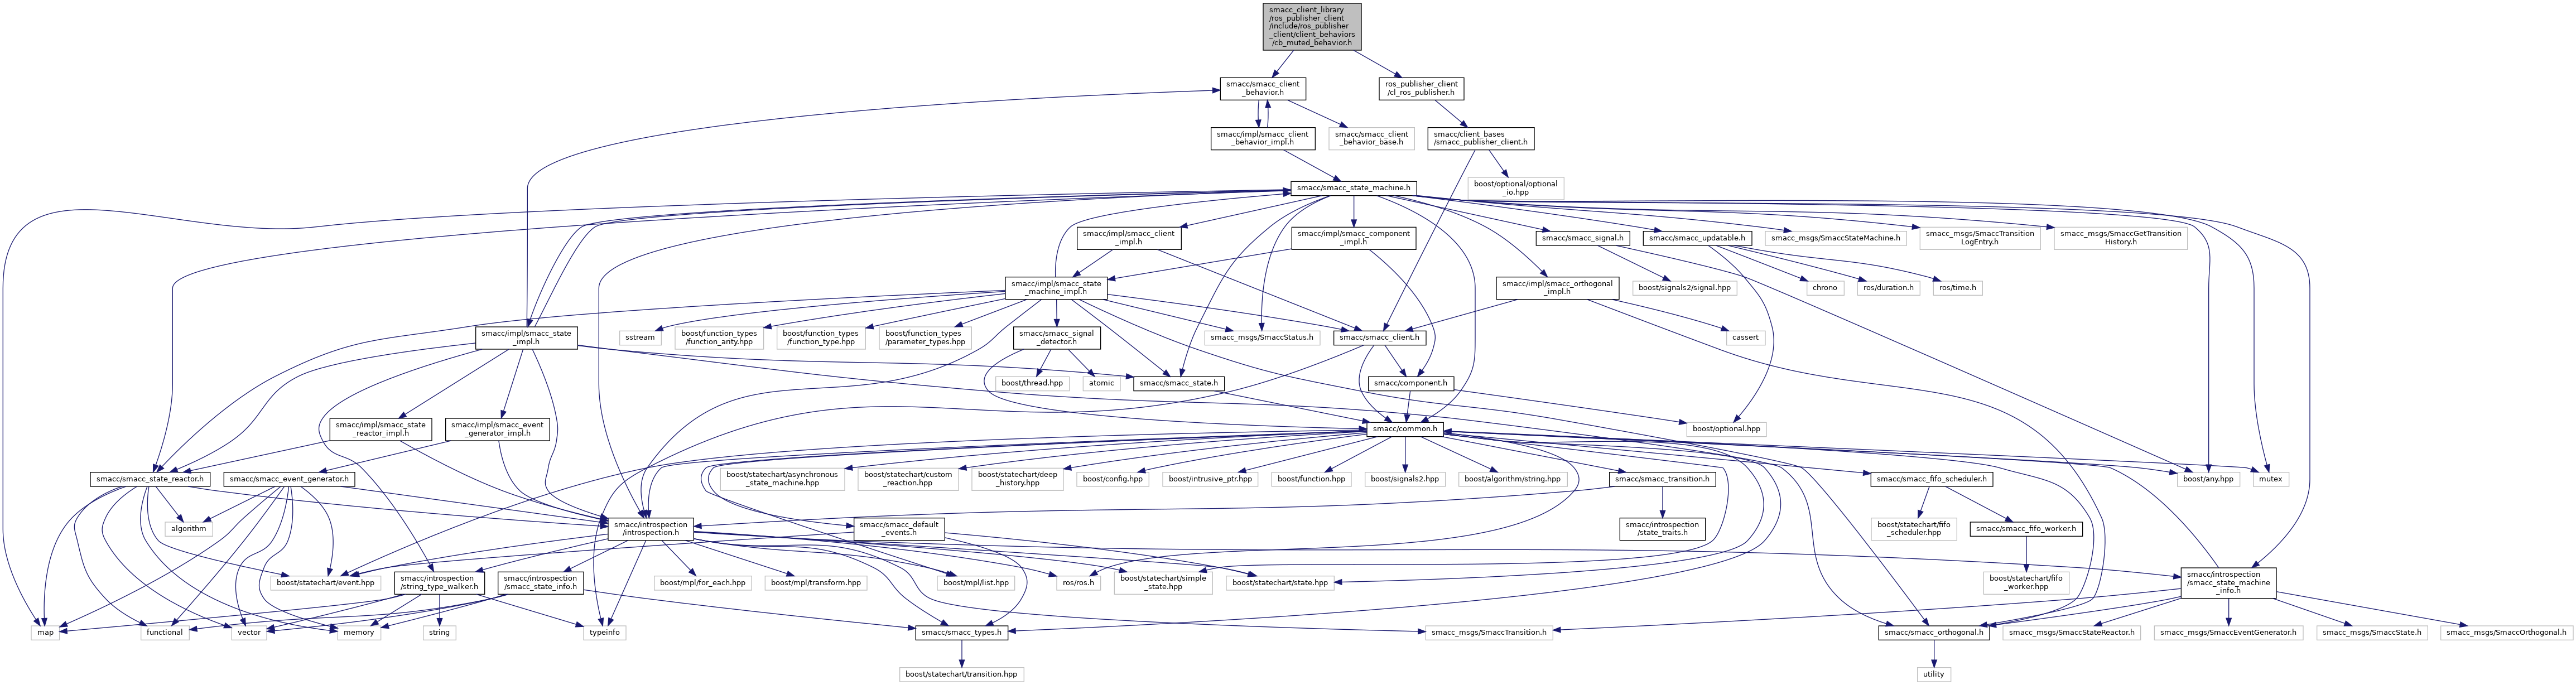 smacc_client_library
/ros_publisher_client
/include/ros_publisher
_client/client_behaviors
/cb_muted_behavior.h
smacc/smacc_client
_behavior.h
ros_publisher_client
/cl_ros_publisher.h
smacc/impl/smacc_client
_behavior_impl.h
smacc/smacc_client
_behavior_base.h
smacc/client_bases
/smacc_publisher_client.h
smacc/smacc_state_machine.h
boost/optional/optional
_io.hpp
smacc/impl/smacc_client
_impl.h
smacc/impl/smacc_component
_impl.h
smacc/smacc_signal.h
smacc/smacc_updatable.h
smacc_msgs/SmaccStateMachine.h
smacc_msgs/SmaccTransition
LogEntry.h
smacc_msgs/SmaccGetTransition
History.h
smacc/impl/smacc_state
_machine_impl.h
smacc/impl/smacc_orthogonal
_impl.h
boost/signals2/signal.hpp
chrono
ros/duration.h
ros/time.h
smacc/impl/smacc_state
_impl.h
sstream
boost/function_types
/function_arity.hpp
boost/function_types
/function_type.hpp
boost/function_types
/parameter_types.hpp
smacc/smacc_signal
_detector.h
smacc_msgs/SmaccStatus.h
smacc/smacc_client.h
cassert
boost/thread.hpp
atomic
smacc/smacc_state.h
smacc/component.h
smacc/impl/smacc_state
_reactor_impl.h
smacc/impl/smacc_event
_generator_impl.h
smacc/common.h
boost/optional.hpp
smacc/smacc_state_reactor.h
smacc/smacc_event_generator.h
boost/statechart/asynchronous
_state_machine.hpp
boost/statechart/custom
_reaction.hpp
boost/statechart/deep
_history.hpp
boost/config.hpp
boost/intrusive_ptr.hpp
boost/function.hpp
boost/signals2.hpp
boost/algorithm/string.hpp
smacc/smacc_transition.h
smacc/smacc_fifo_scheduler.h
boost/any.hpp
mutex
algorithm
smacc/introspection
/introspection.h
smacc/smacc_default
_events.h
smacc/introspection
/state_traits.h
boost/statechart/fifo
_scheduler.hpp
smacc/smacc_fifo_worker.h
boost/statechart/event.hpp
smacc/introspection
/string_type_walker.h
smacc/introspection
/smacc_state_info.h
boost/mpl/for_each.hpp
boost/mpl/transform.hpp
boost/mpl/list.hpp
ros/ros.h
boost/statechart/simple
_state.hpp
boost/statechart/state.hpp
boost/statechart/fifo
_worker.hpp
smacc/introspection
/smacc_state_machine
_info.h
map
functional
vector
memory
string
typeinfo
smacc/smacc_types.h
smacc_msgs/SmaccTransition.h
smacc/smacc_orthogonal.h
smacc_msgs/SmaccStateReactor.h
smacc_msgs/SmaccEventGenerator.h
smacc_msgs/SmaccState.h
smacc_msgs/SmaccOrthogonal.h
boost/statechart/transition.hpp
utility